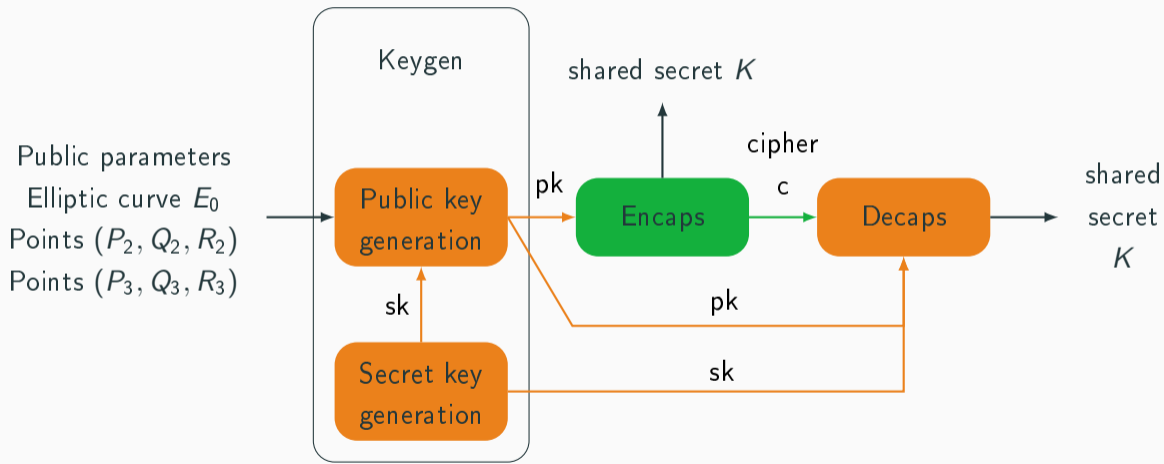 Keygen
shared secret K
Public parameters
Elliptic curve E₀
Points (P₂, Q₂, R₂)
Points (P₃, Q₃, R₃)
Public key
generation
pk
Encaps
cipher
c
Decaps
shared
secret
K
sk
pk
Secret key
generation
sk